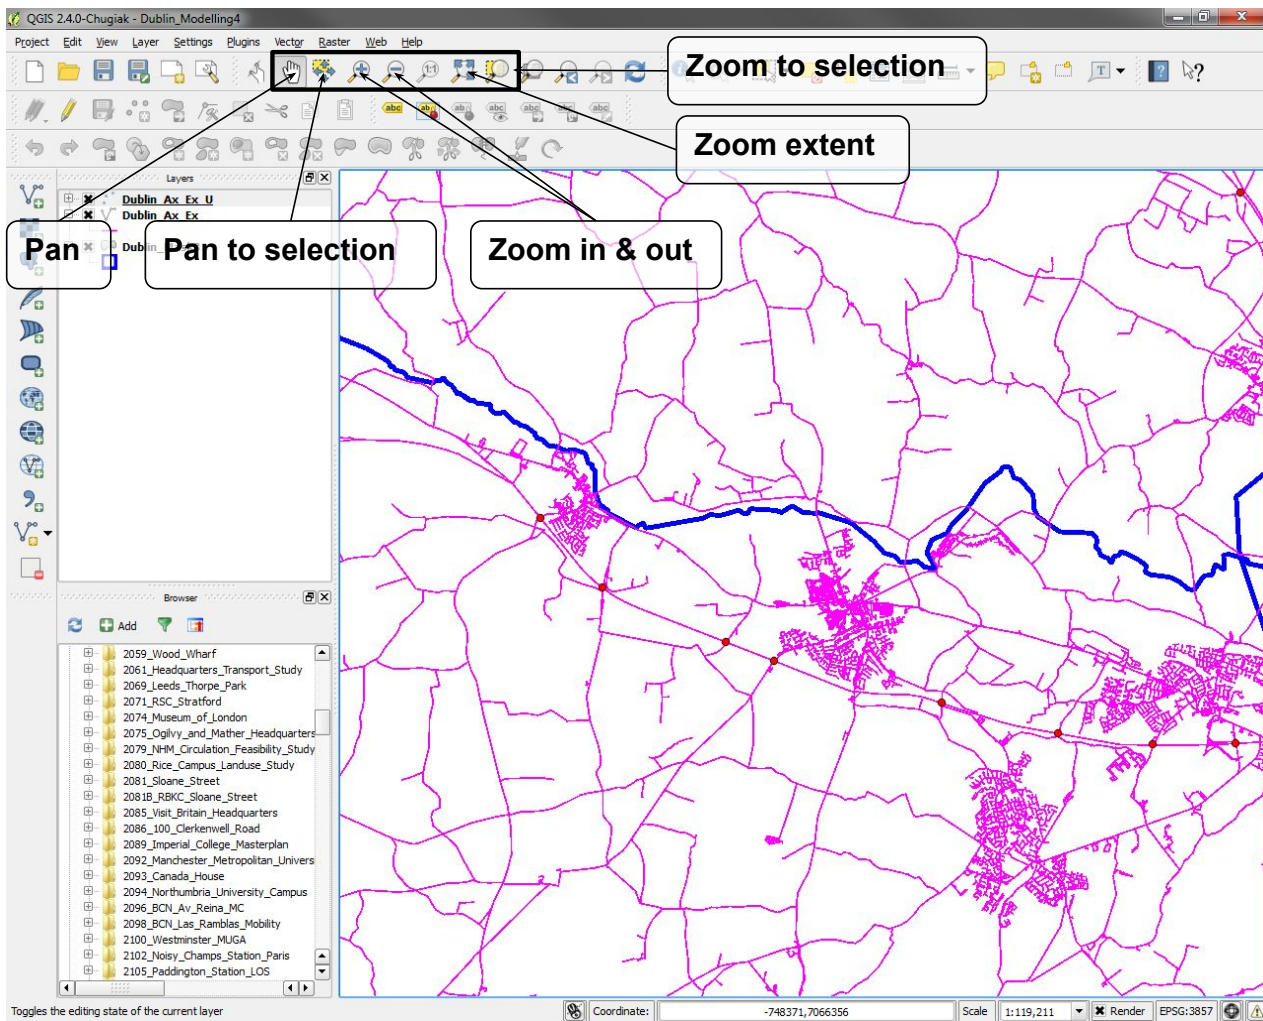 QGIS 2.4.0-Chugiak - Dublin_Modelling4
Project Edit View Layer Settings Plugins Vector Raster Web Help
Zoom to selection
Zoom extent
Pan
Pan to selection
Zoom in & out
Layers
Dublin_Ax_Ex_U
Dublin_Ax_Ex
Browser
Add
2059_Wood_Wharf
2061_Headquarters_Transport_Study
2069_Leeds_Thorpe_Park
2071_RSC_Stratford
2074_Museum_of_London
2075_Ogilvy_and_Mather_Headquarters
2079_NHM_Circulation_Feasibility_Study
2080_Rice_Campus_Landuse_Study
2081_Sloane_Street
2081B_RBKC_Sloane_Street
2085_Visit_Britain_Headquarters
2086_100_Clerkenwell_Road
2089_Imperial_College_Masterplan
2092_Manchester_Metropolitan_Univers
2093_Canada_House
2094_Northumbria_University_Campus
2096_BCN_Av_Reina_MC
2098_BCN_Las_Ramblas_Mobility
2100_Westminster_MUGA
2102_Noisy_Champs_Station_Paris
2105_Paddington_Station_LOS
Toggles the editing state of the current layer
Coordinate: -748371,7066356 Scale 1:119,211 Render EPSG:3857